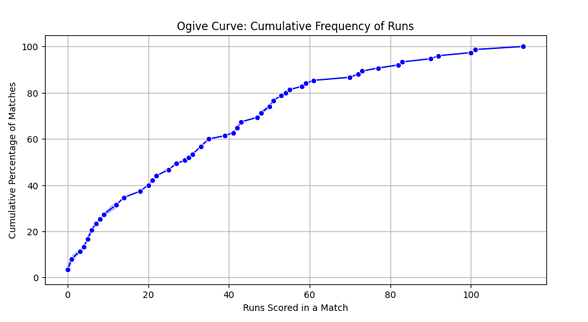 Ogive Curve: Cumulative Frequency of Runs
100
80
60
40
20
0
Cumulative Percentage of Matches
0 20 40 60 80 100
Runs Scored in a Match